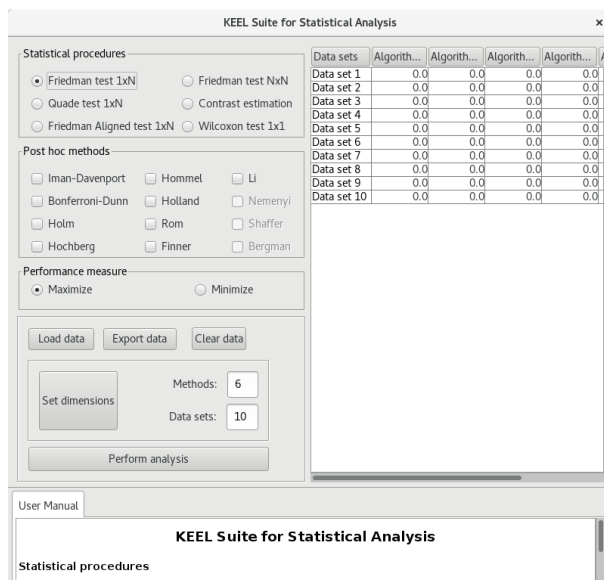 KEEL Suite for Statistical Analysis ×
Statistical procedures
Friedman test 1xN Friedman test NxN
Quade test 1xN Contrast estimation
Friedman Aligned test 1xN Wilcoxon test 1x1
Post hoc methods
Iman-Davenport Hommel Li
Bonferroni-Dunn Holland Nemenyi
Holm Rom Shaffer
Hochberg Finner Bergman
Performance measure
Maximize Minimize
Load data Export data Clear data
Set dimensions
Methods: 6
Data sets: 10
Perform analysis
Data sets Algorith... Algorith... Algorith... Algorith... A
Data set 1 0.0 0.0 0.0 0.0
Data set 2 0.0 0.0 0.0 0.0
Data set 3 0.0 0.0 0.0 0.0
Data set 4 0.0 0.0 0.0 0.0
Data set 5 0.0 0.0 0.0 0.0
Data set 6 0.0 0.0 0.0 0.0
Data set 7 0.0 0.0 0.0 0.0
Data set 8 0.0 0.0 0.0 0.0
Data set 9 0.0 0.0 0.0 0.0
Data set 10 0.0 0.0 0.0 0.0
User Manual
KEEL Suite for Statistical Analysis
Statistical procedures